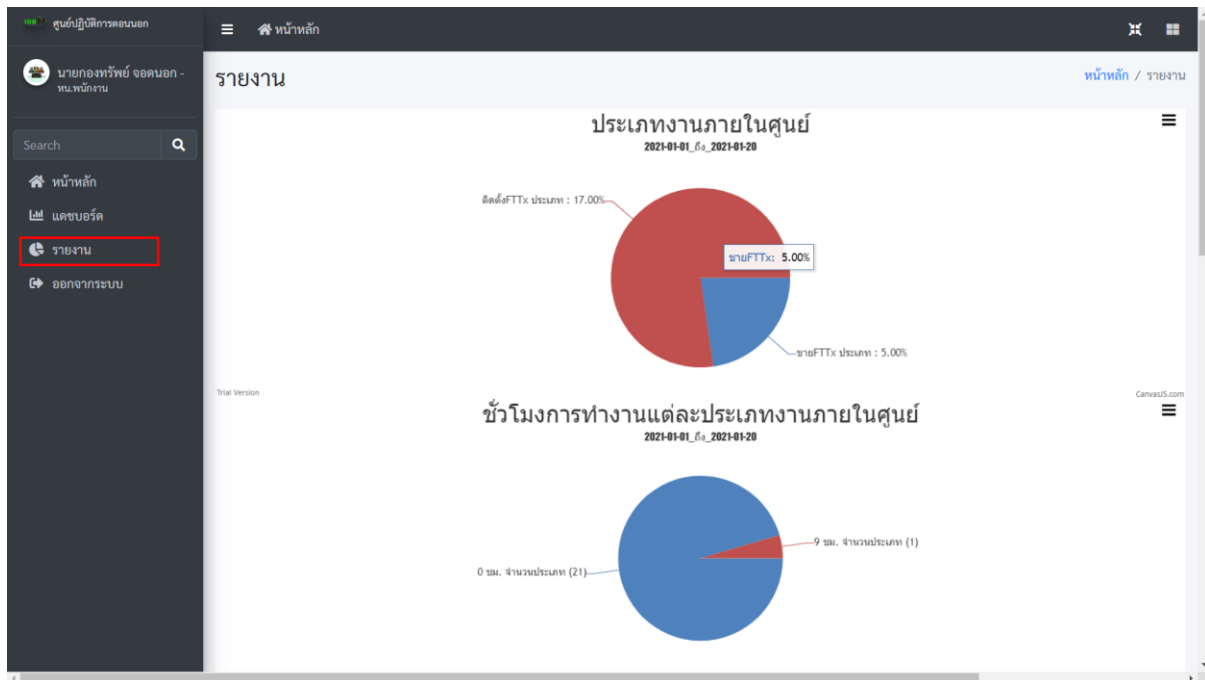 JOB
ศูนย์ปฏิบัติการดอนนอก
หน้าหลัก
นายกองทรัพย์ จอดนอก -
หน.พนักงาน
Search
หน้าหลัก
แดชบอร์ด
รายงาน
ออกจากระบบ
รายงาน
หน้าหลัก / รายงาน
ประเภทงานภายในศูนย์
2021-01-01_ถึง_2021-01-20
ติดตั้งFTTx ประเภท : 17.00%
ขายFTTx: 5.00%
ขายFTTx ประเภท : 5.00%
Trial Version
CanvasJS.com
ชั่วโมงการทำงานแต่ละประเภทงานภายในศูนย์
2021-01-01_ถึง_2021-01-20
9 ชม. จำนวนประเภท (1)
0 ชม. จำนวนประเภท (21)